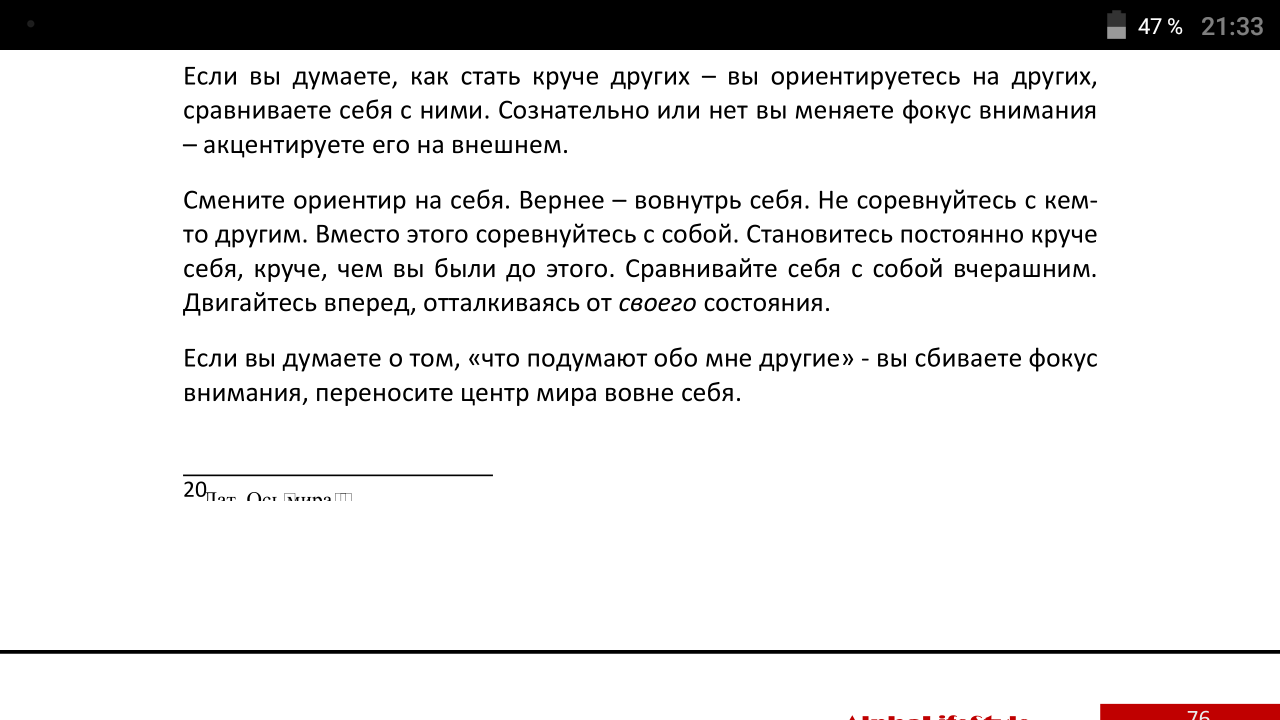 47 % 21:33
Если вы думаете, как стать круче других – вы ориентируетесь на других,
сравниваете себя с ними. Сознательно или нет вы меняете фокус внимания
– акцентируете его на внешнем.
Смените ориентир на себя. Вернее – вовнутрь себя. Не соревнуйтесь с кем-
то другим. Вместо этого соревнуйтесь с собой. Становитесь постоянно круче
себя, круче, чем вы были до этого. Сравнивайте себя с собой вчерашним.
Двигайтесь вперед, отталкиваясь от своего состояния.
Если вы думаете о том, «что подумают обо мне другие» - вы сбиваете фокус
внимания, переносите центр мира вовне себя.
20 Лат. Ось мира
AlphaLifeStyle
76